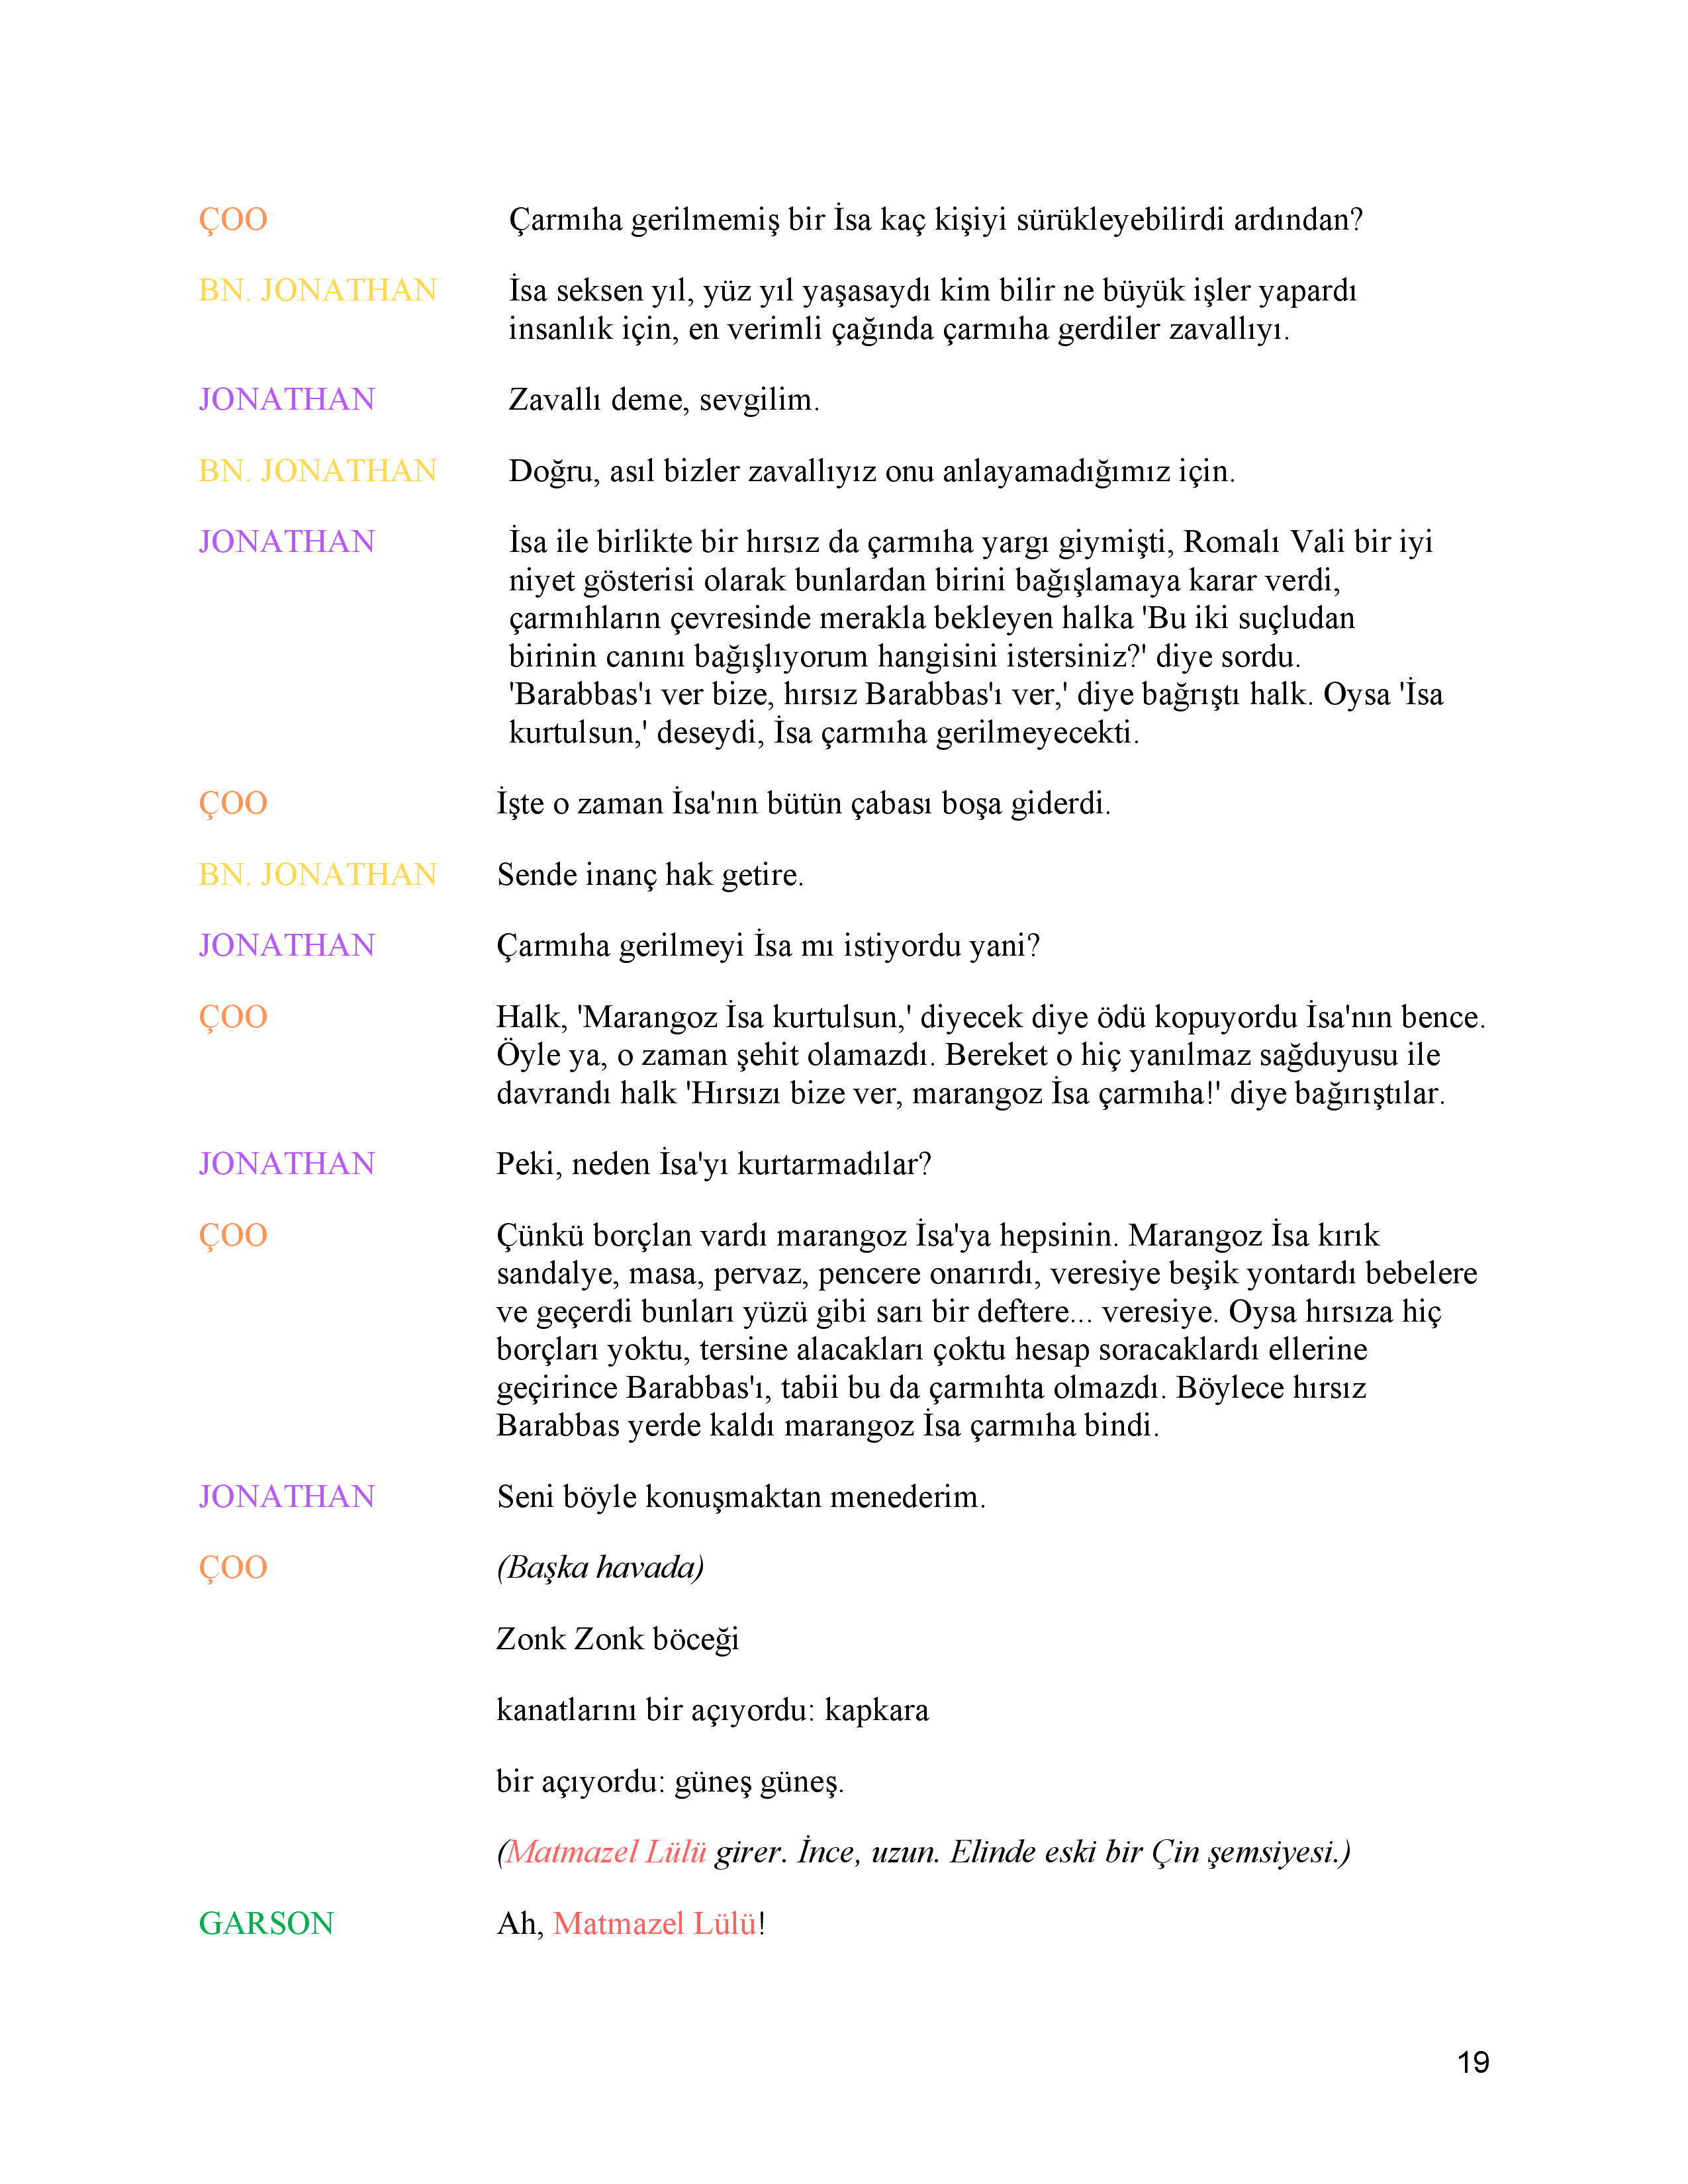 ÇOO Çarmıha gerilmemiş bir İsa kaç kişiyi sürükleyebilirdi ardından?
BN. JONATHAN İsa seksen yıl, yüz yıl yaşasaydı kim bilir ne büyük işler yapardı
insanlık için, en verimli çağında çarmıha gerdiler zavallıyı.
JONATHAN Zavallı deme, sevgilim.
BN. JONATHAN Doğru, asıl bizler zavallıyız onu anlayamadığımız için.
JONATHAN İsa ile birlikte bir hırsız da çarmıha yargı giymişti, Romalı Vali bir iyi
niyet gösterisi olarak bunlardan birini bağışlamaya karar verdi,
çarmıhların çevresinde merakla bekleyen halka 'Bu iki suçludan
birinin canını bağışlıyorum hangisini istersiniz?' diye sordu.
'Barabbas'ı ver bize, hırsız Barabbas'ı ver,' diye bağrıştı halk. Oysa 'İsa
kurtulsun,' deseydi, İsa çarmıha gerilmeyecekti.
ÇOO İşte o zaman İsa'nın bütün çabası boşa giderdi.
BN. JONATHAN Sende inanç hak getire.
JONATHAN Çarmıha gerilmeyi İsa mı istiyordu yani?
ÇOO Halk, 'Marangoz İsa kurtulsun,' diyecek diye ödü kopuyordu İsa'nın bence.
Öyle ya, o zaman şehit olamazdı. Bereket o hiç yanılmaz sağduyusu ile
davrandı halk 'Hırsızı bize ver, marangoz İsa çarmıha!' diye bağırıştılar.
JONATHAN Peki, neden İsa'yı kurtarmadılar?
ÇOO Çünkü borçlan vardı marangoz İsa'ya hepsinin. Marangoz İsa kırık
sandalye, masa, pervaz, pencere onarırdı, veresiye beşik yontardı bebelere
ve geçerdi bunları yüzü gibi sarı bir deftere... veresiye. Oysa hırsıza hiç
borçları yoktu, tersine alacakları çoktu hesap soracaklardı ellerine
geçirince Barabbas'ı, tabii bu da çarmıhta olmazdı. Böylece hırsız
Barabbas yerde kaldı marangoz İsa çarmıha bindi.
JONATHAN Seni böyle konuşmaktan menederim.
ÇOO (Başka havada)
Zonk Zonk böceği
kanatlarını bir açıyordu: kapkara
bir açıyordu: güneş güneş.
(Matmazel Lülü girer. İnce, uzun. Elinde eski bir Çin şemsiyesi.)
GARSON Ah, Matmazel Lülü!
19